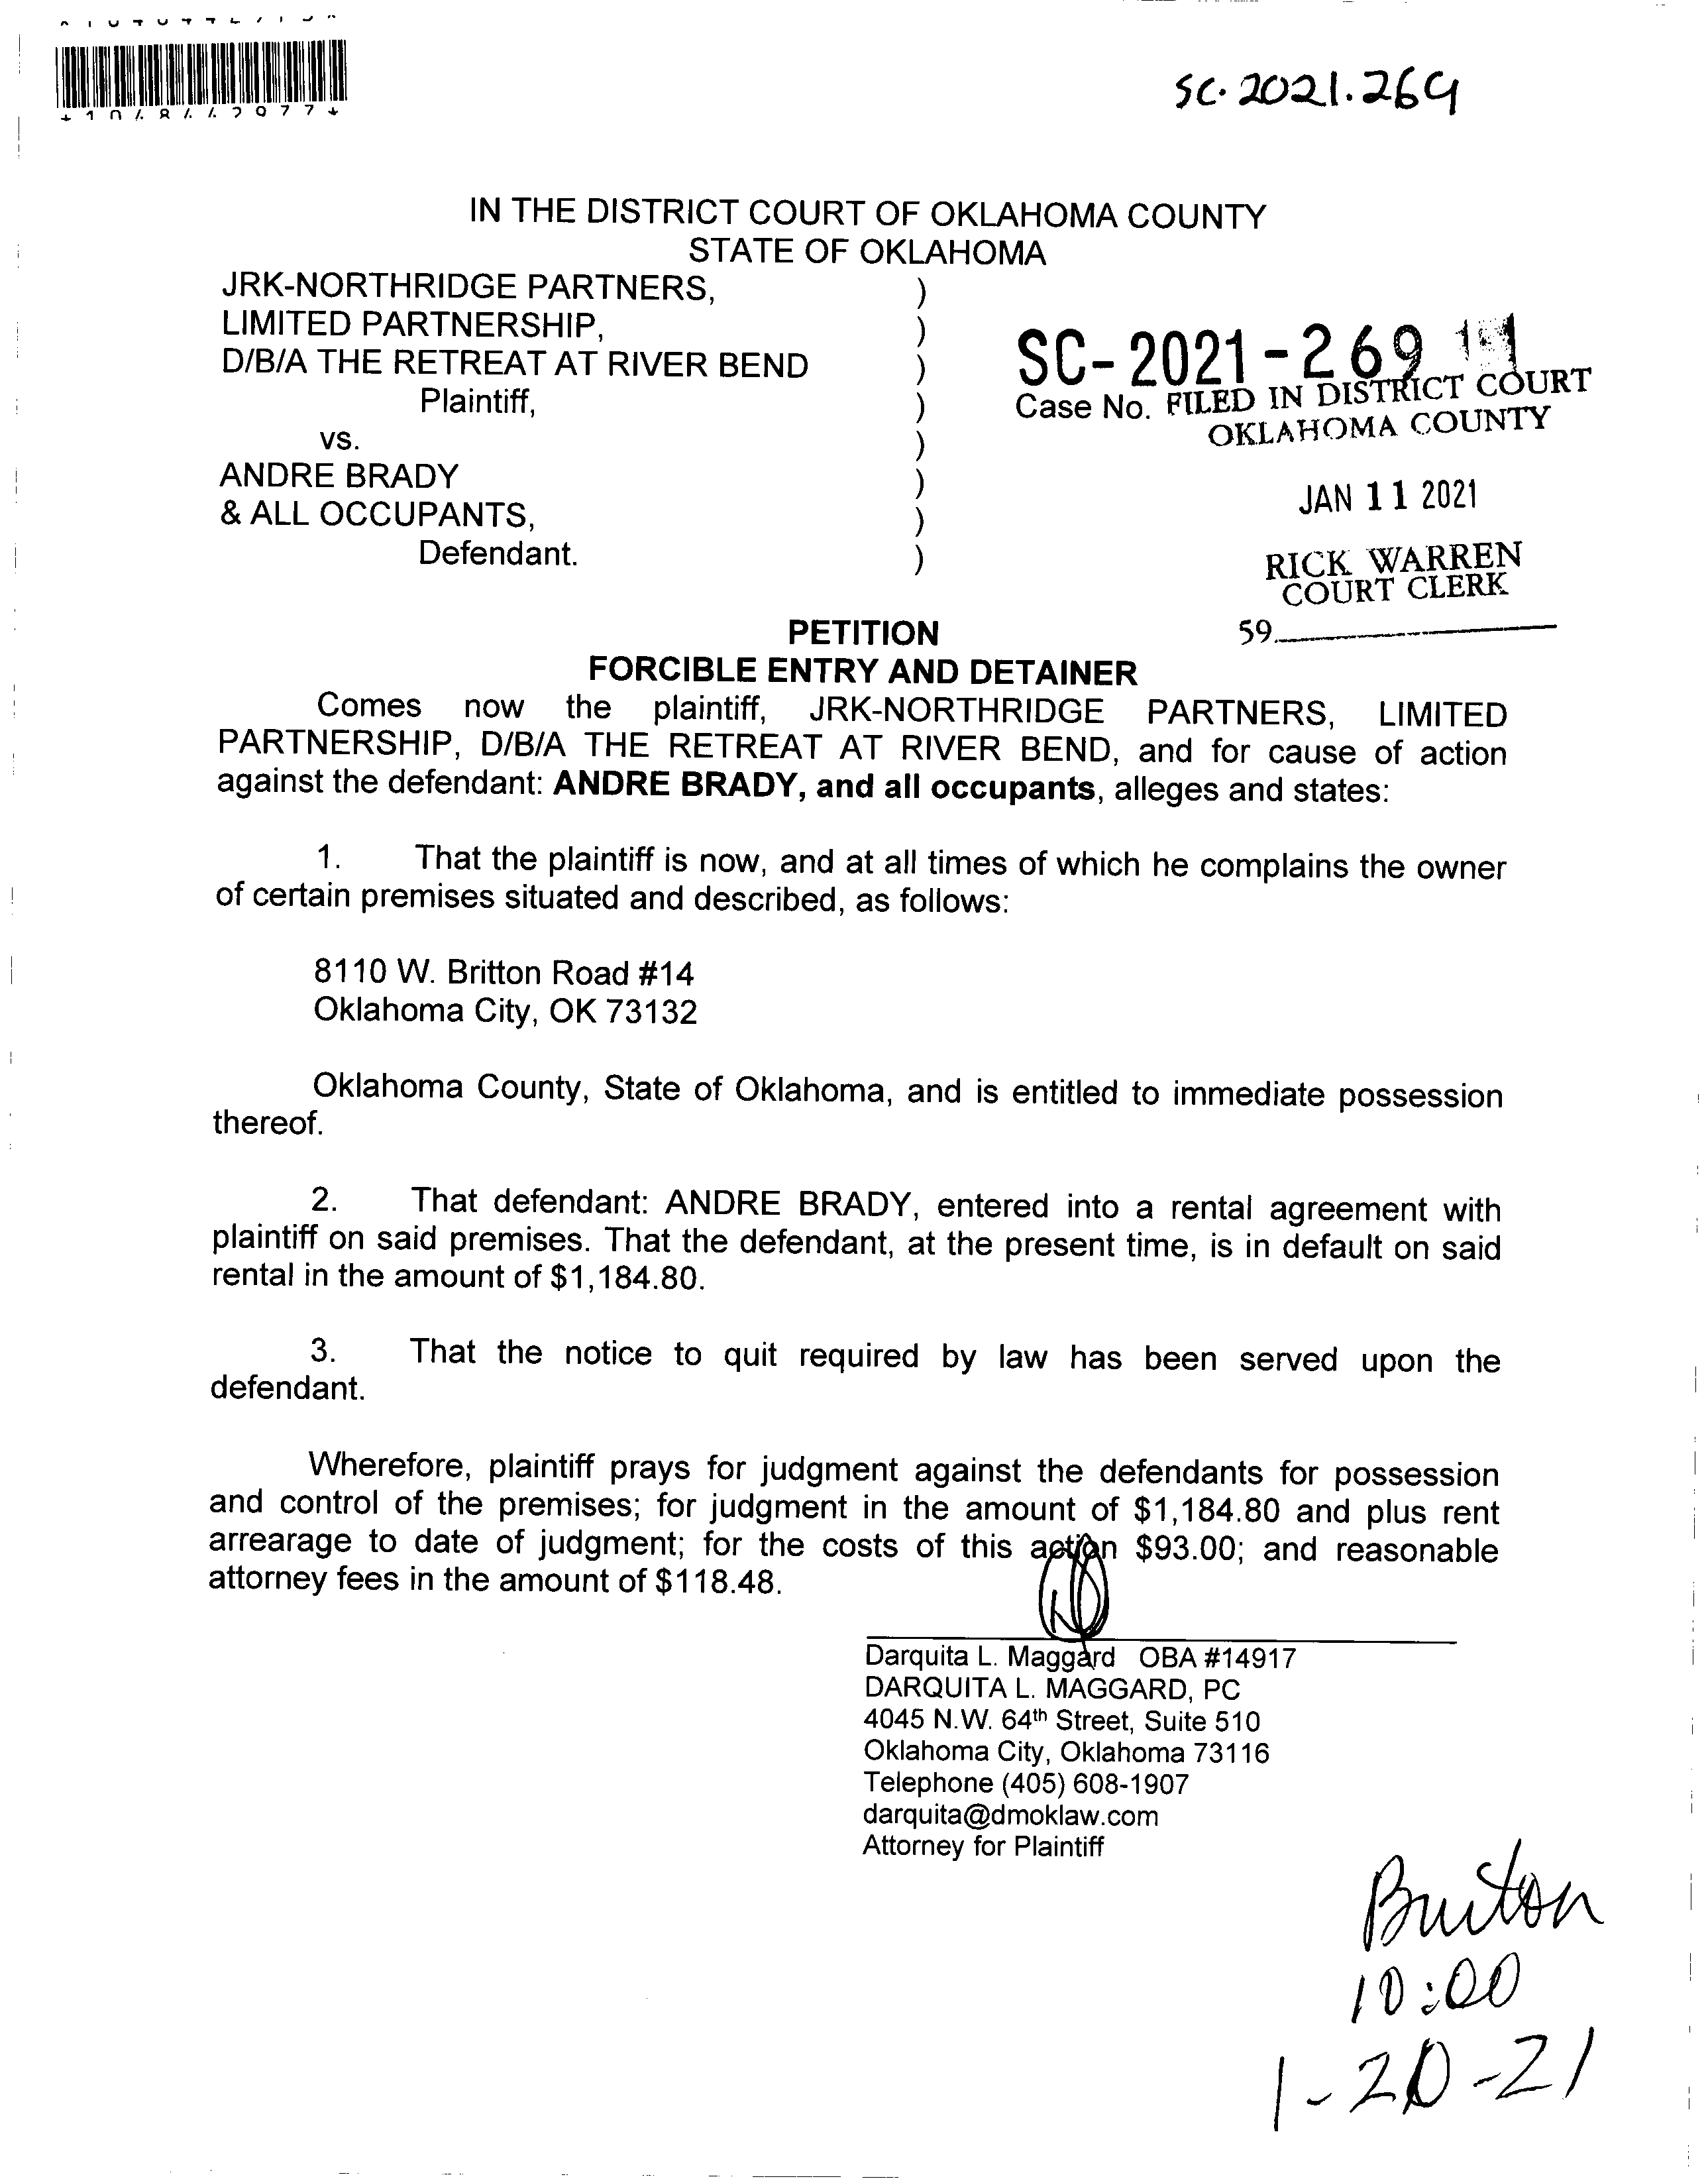 *1048442977*
SC-2021-269
IN THE DISTRICT COURT OF OKLAHOMA COUNTY
STATE OF OKLAHOMA
JRK-NORTHRIDGE PARTNERS, )
LIMITED PARTNERSHIP, )
D/B/A THE RETREAT AT RIVER BEND )
Plaintiff, )
vs. )
ANDRE BRADY )
& ALL OCCUPANTS, )
Defendant. )
SC-2021-269
Case No. FILED IN DISTRICT COURT
OKLAHOMA COUNTY
JAN 11 2021
RICK WARREN
COURT CLERK
59
PETITION
FORCIBLE ENTRY AND DETAINER
Comes now the plaintiff, JRK-NORTHRIDGE PARTNERS, LIMITED
PARTNERSHIP, D/B/A THE RETREAT AT RIVER BEND, and for cause of action
against the defendant: ANDRE BRADY, and all occupants, alleges and states:
1. That the plaintiff is now, and at all times of which he complains the owner
of certain premises situated and described, as follows:
8110 W. Britton Road #14
Oklahoma City, OK 73132
Oklahoma County, State of Oklahoma, and is entitled to immediate possession
thereof.
2. That defendant: ANDRE BRADY, entered into a rental agreement with
plaintiff on said premises. That the defendant, at the present time, is in default on said
rental in the amount of $1,184.80.
3. That the notice to quit required by law has been served upon the
defendant.
Wherefore, plaintiff prays for judgment against the defendants for possession
and control of the premises; for judgment in the amount of $1,184.80 and plus rent
arrearage to date of judgment; for the costs of this action $93.00; and reasonable
attorney fees in the amount of $118.48.
Darquita L. Maggard OBA #14917
DARQUITA L. MAGGARD, PC
4045 N.W. 64th Street, Suite 510
Oklahoma City, Oklahoma 73116
Telephone (405) 608-1907
darquita@dmoklaw.com
Attorney for Plaintiff
10:00
1-20-21